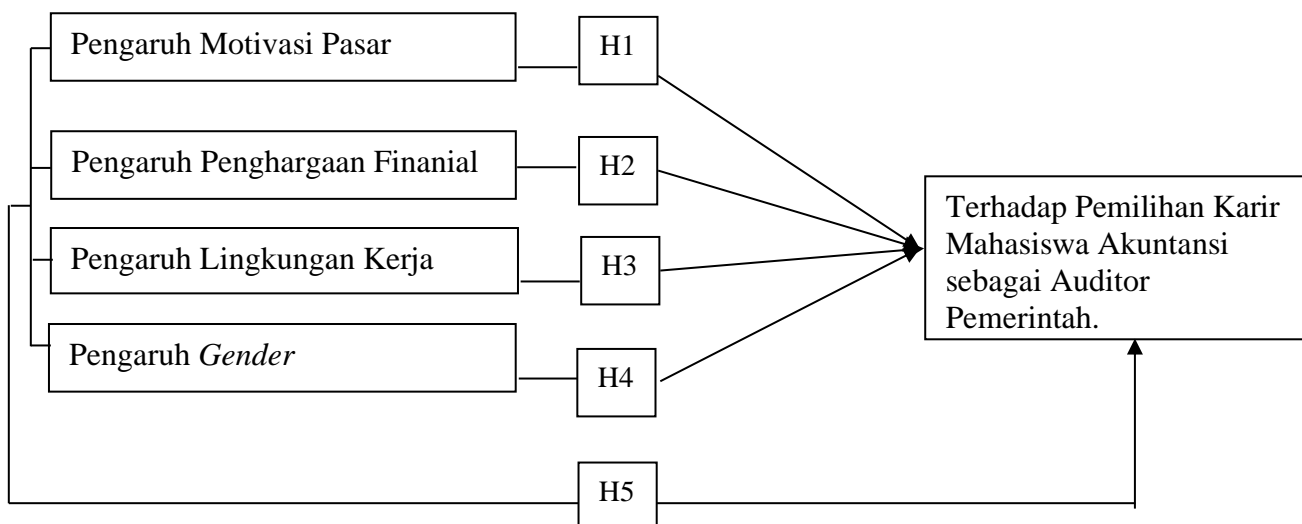 Pengaruh Motivasi Pasar
H1
Pengaruh Penghargaan Finanial
H2
Pengaruh Lingkungan Kerja
H3
Pengaruh Gender
H4
H5
Terhadap Pemilihan Karir
Mahasiswa Akuntansi
sebagai Auditor
Pemerintah.